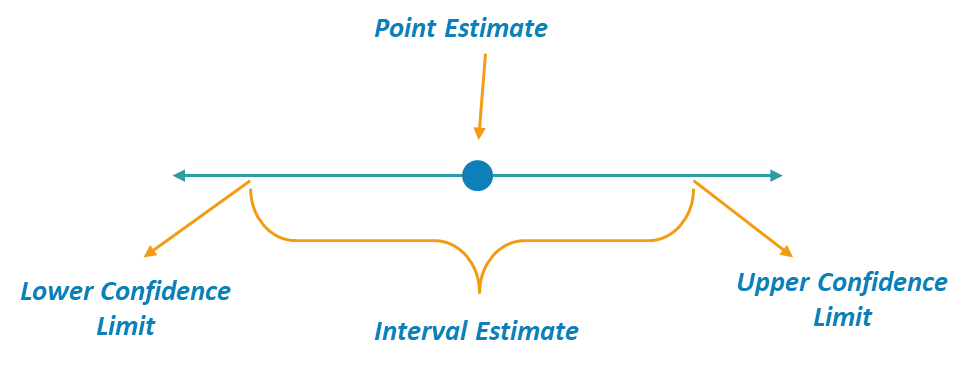 Point Estimate
Lower Confidence
Limit
Interval Estimate
Upper Confidence
Limit